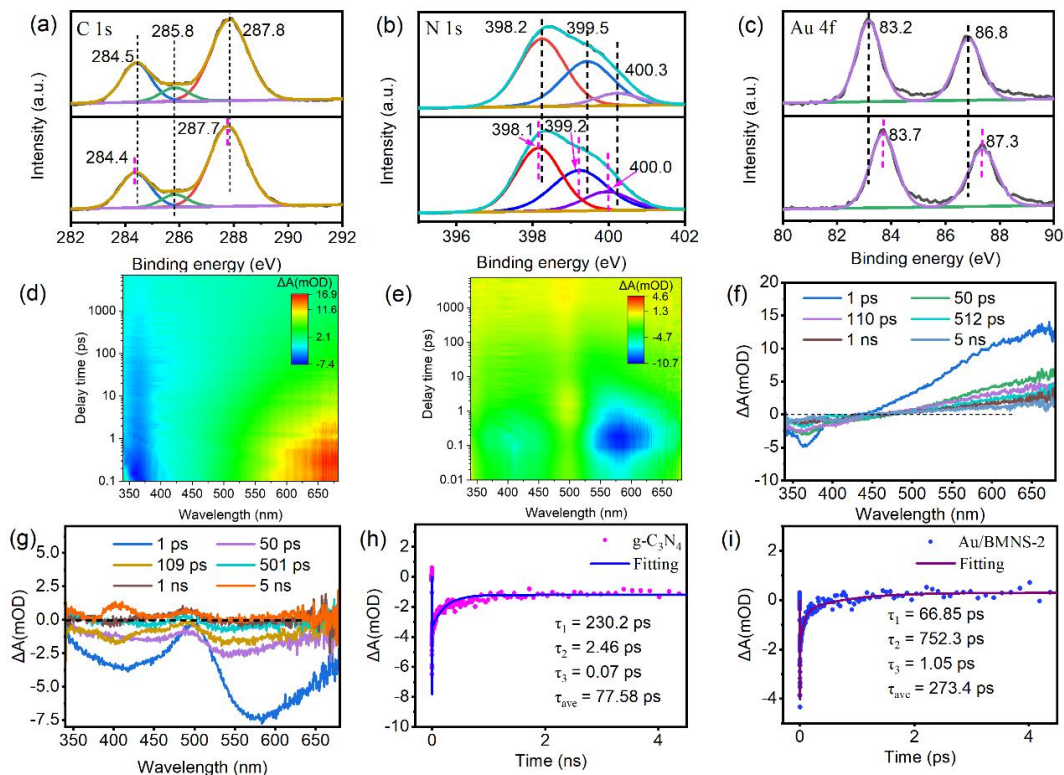 (a) C 1s
284.5
285.8
287.8
284.4
287.7
Intensity (a.u.)
Intensity (a.u.)
282 284 286 288 290 292
Binding energy (eV)
(b) N 1s
398.2
399.5
400.3
398.1
399.2
400.0
Intensity (a.u.)
Intensity (a.u.)
396 398 400 402
Binding energy (eV)
(c) Au 4f
83.2
86.8
83.7
87.3
Intensity (a.u.)
Intensity (a.u.)
80 82 84 86 88 90
Binding energy (eV)
(d)
ΔA(mOD)
16.9
11.6
-2.4
-7.4
Delay time (ps)
1000
100
10
1
0.1
350 400 450 500 550 600 650
Wavelength (nm)
(e)
ΔA(mOD)
4.6
1.3
-4.7
-10.7
Delay time (ps)
1000
100
10
1
0.1
0.01
350 400 450 500 550 600 650
Wavelength (nm)
(f)
1 ps 50 ps
110 ps 512 ps
1 ns 5 ns
ΔA(mOD)
20
15
10
5
0
-5
-10
400 500 600
Wavelength (nm)
(g)
1 ps 50 ps
109 ps 501 ps
1 ns 5 ns
ΔA(mOD)
5.0
2.5
0.0
-2.5
-5.0
-7.5
340 400 450 500 550 600 650
Wavelength (nm)
(h)
g-C₃N₄
Fitting
τ₁ = 230.2 ps
τ₂ = 2.46 ps
τ₃ = 0.07 ps
τave = 77.58 ps
ΔA(mOD)
2
0
-2
-4
-6
-8
-10
0 2 4
Time (ns)
(i)
Au/BMNS-2
Fitting
τ₁ = 66.85 ps
τ₂ = 752.3 ps
τ₃ = 1.05 ps
τave = 273.4 ps
ΔA(mOD)
2
0
-2
-4
0 2 4
Time (ps)